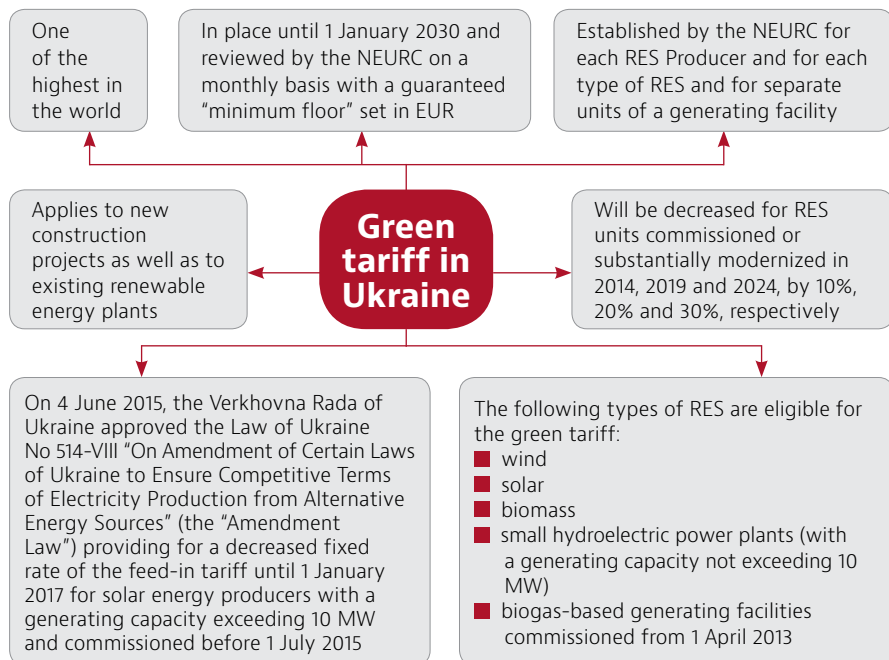 One
of the
highest in
the world
In place until 1 January 2030 and
reviewed by the NEURC on a
monthly basis with a guaranteed
“minimum floor” set in EUR
Established by the NEURC for
each RES Producer and for each
type of RES and for separate
units of a generating facility
Applies to new
construction
projects as well as to
existing renewable
energy plants
Green
tariff in
Ukraine
Will be decreased for RES
units commissioned or
substantially modernized in
2014, 2019 and 2024, by 10%,
20% and 30%, respectively
On 4 June 2015, the Verkhovna Rada of
Ukraine approved the Law of Ukraine
No 514-VIII “On Amendment of Certain Laws
of Ukraine to Ensure Competitive Terms
of Electricity Production from Alternative
Energy Sources” (the “Amendment
Law”) providing for a decreased fixed
rate of the feed-in tariff until 1 January
2017 for solar energy producers with a
generating capacity exceeding 10 MW
and commissioned before 1 July 2015
The following types of RES are eligible for
the green tariff:
■ wind
■ solar
■ biomass
■ small hydroelectric power plants (with
a generating capacity not exceeding 10
MW)
■ biogas-based generating facilities
commissioned from 1 April 2013